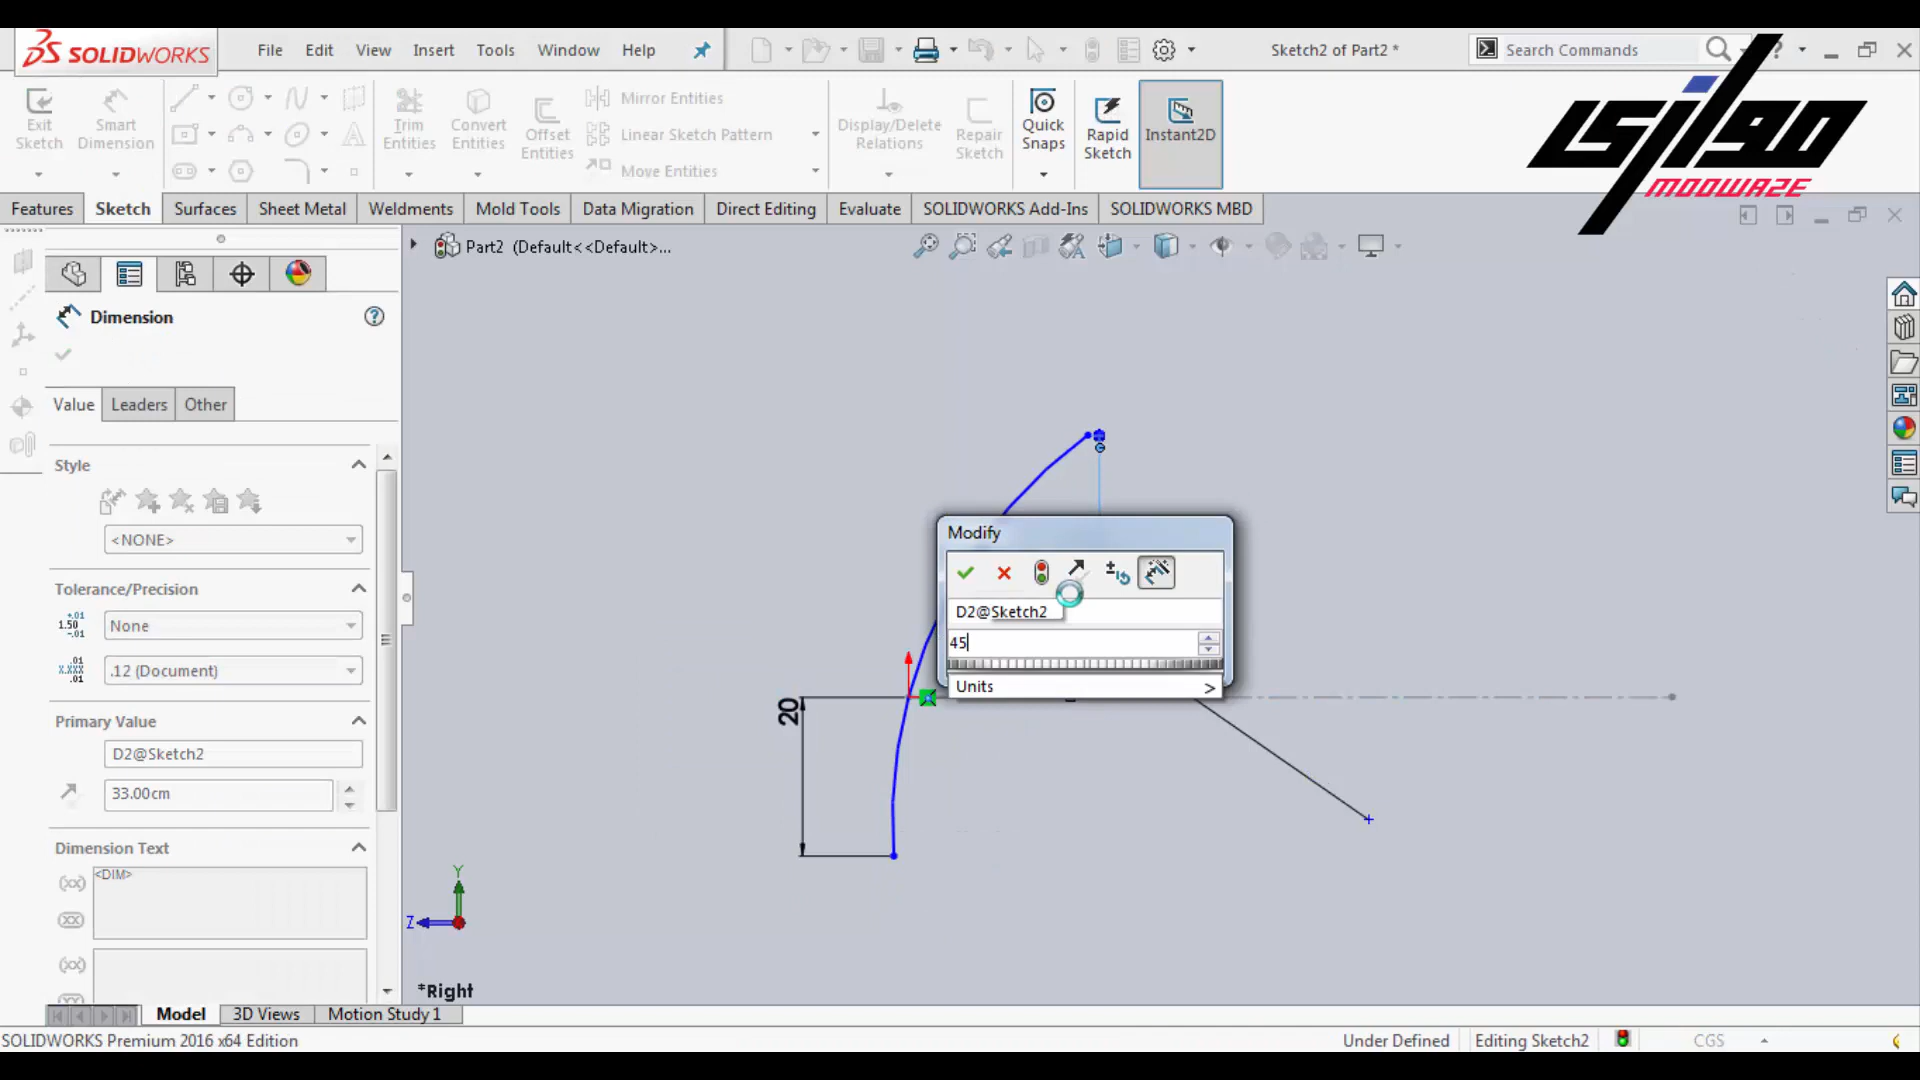 SOLIDWORKS
File
Edit
View
Insert
Tools
Window
Help
Sketch2 of Part2 *
Search Commands
?
Exit Sketch
Smart Dimension
Trim Entities
Convert Entities
Offset Entities
Mirror Entities
Linear Sketch Pattern
Move Entities
Display/Delete Relations
Repair Sketch
Quick Snaps
Rapid Sketch
Instant2D
MODWAZE
Features
Sketch
Surfaces
Sheet Metal
Weldments
Mold Tools
Data Migration
Direct Editing
Evaluate
SOLIDWORKS Add-Ins
SOLIDWORKS MBD
Part2 (Default<<Default>...
Dimension
Value
Leaders
Other
Style
<NONE>
Tolerance/Precision
None
.12 (Document)
Primary Value
D2@Sketch2
33.00cm
Dimension Text
<DIM>
Modify
D2@Sketch2
45
Units
>
20
Y
Z
*Right
Model
3D Views
Motion Study 1
SOLIDWORKS Premium 2016 x64 Edition
Under Defined
Editing Sketch2
CGS